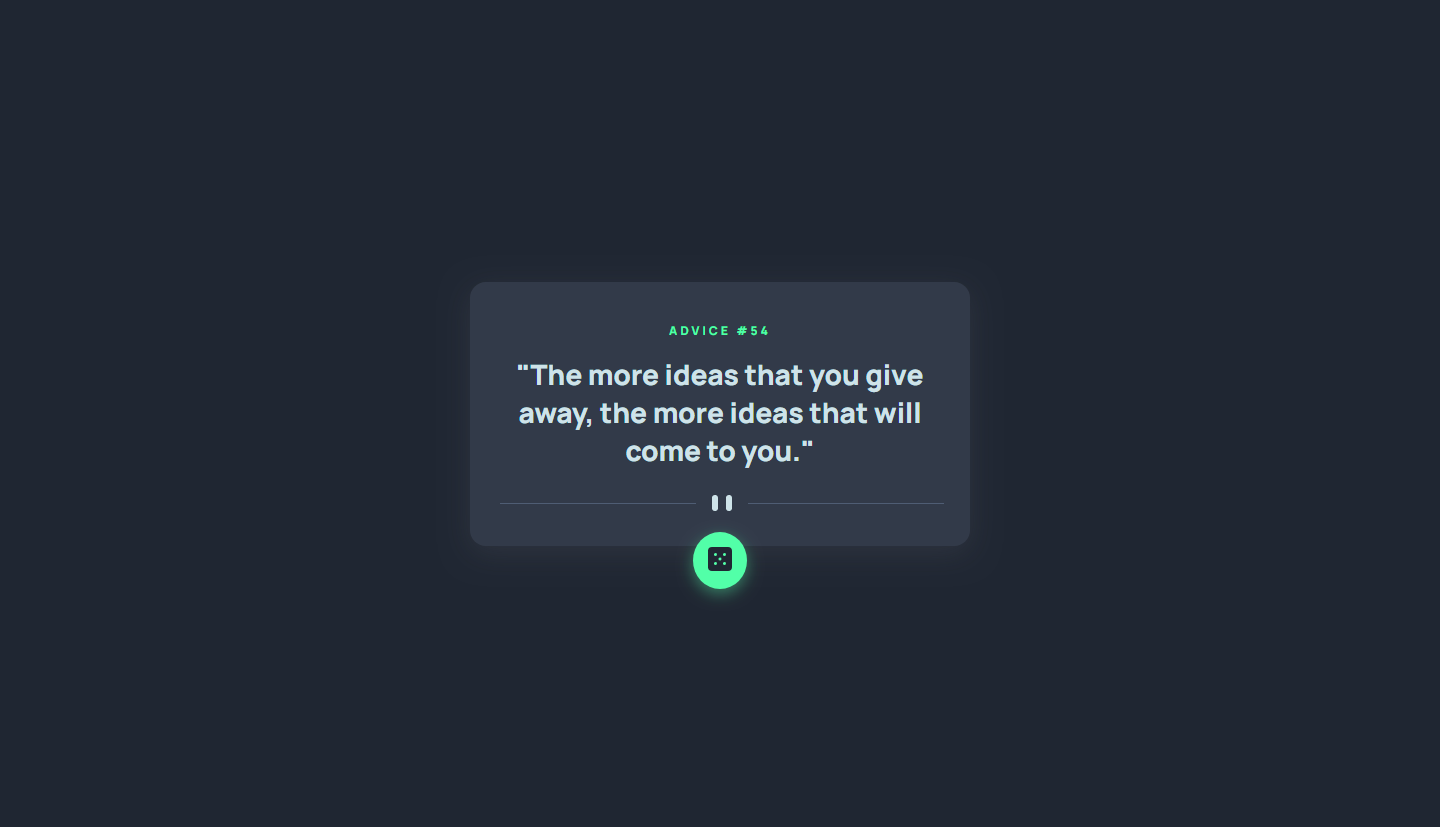 ADVICE #54
"The more ideas that you give
away, the more ideas that will
come to you."